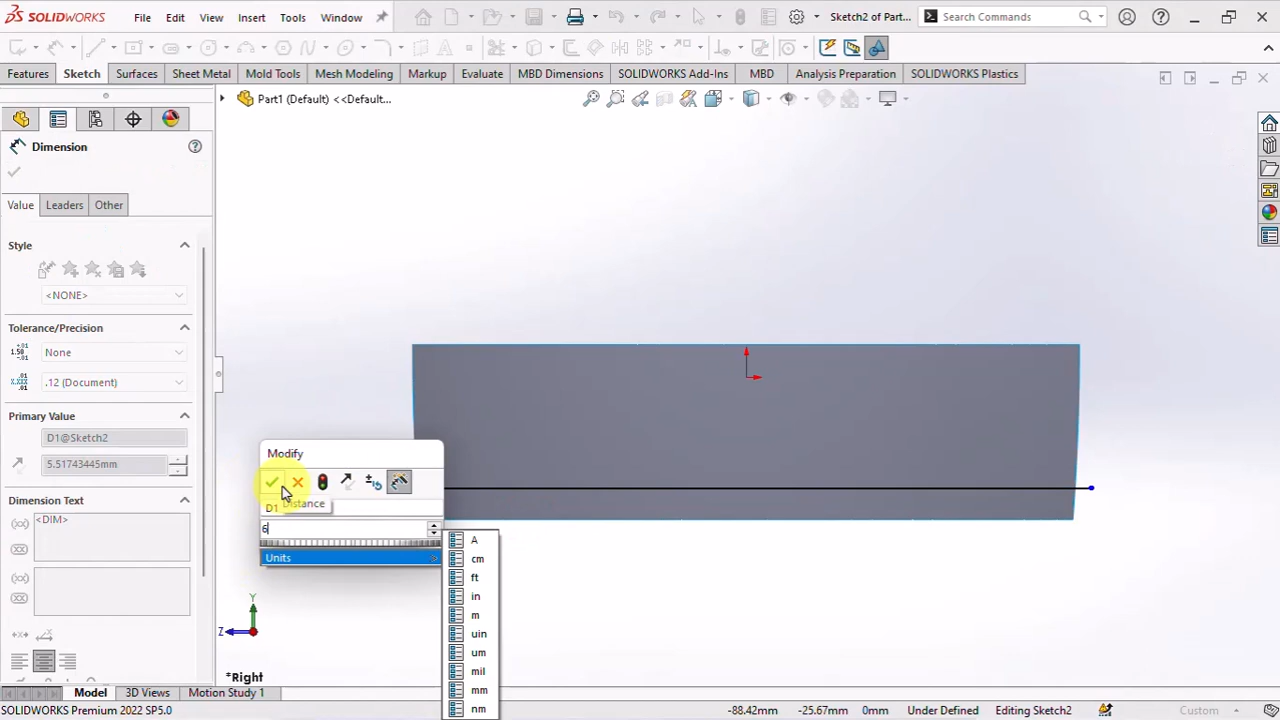 SOLIDWORKS File Edit View Insert Tools Window Sketch2 of Part... Search Commands
Features Sketch Surfaces Sheet Metal Mold Tools Mesh Modeling Markup Evaluate MBD Dimensions SOLIDWORKS Add-Ins MBD Analysis Preparation SOLIDWORKS Plastics
Part1 (Default) <<Default...
Dimension
Value Leaders Other
Style
<NONE>
Tolerance/Precision
None
.12 (Document)
Primary Value
D1@Sketch2
5.51743445mm
Dimension Text
<DIM>
Modify
Distance
D1
6
Units
A
cm
ft
in
m
uin
um
mil
mm
nm
Y
Z
*Right
Model 3D Views Motion Study 1
SOLIDWORKS Premium 2022 SP5.0 -88.42mm -25.67mm 0mm Under Defined Editing Sketch2 Custom